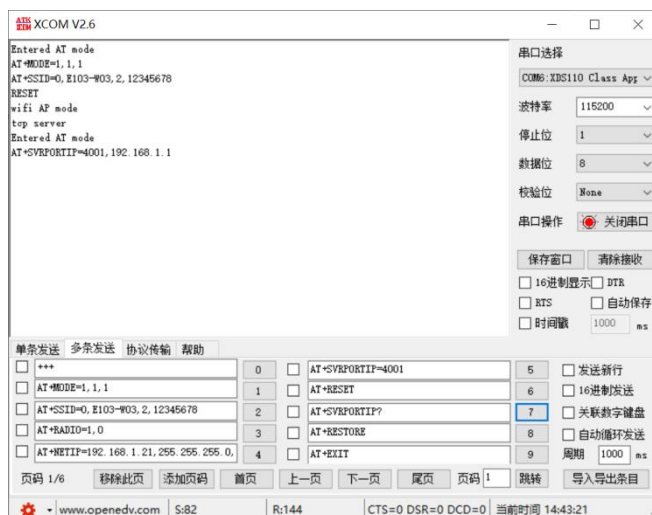 XCOM V2.6
Entered AT mode
AT+MODE=1,1,1
AT+SSID=0,E103-W03,2,12345678
RESET
wifi AP mode
tcp server
Entered AT mode
AT+SVRPORTIP=4001,192.168.1.1
串口选择
COM6:XDS110 Class App
波特率
115200
停止位
1
数据位
8
校验位
None
串口操作
关闭串口
保存窗口
清除接收
16进制显示
DTR
RTS
自动保存
时间戳
1000
ms
单条发送
多条发送
协议传输
帮助
+++
0
AT+SVRPORTIP=4001
5
发送新行
AT+MODE=1,1,1
1
AT+RESET
6
16进制发送
AT+SSID=0,E103-W03,2,12345678
2
AT+SVRPORTIP?
7
关联数字键盘
AT+RADIO=1,0
3
AT+RESTORE
8
自动循环发送
AT+NETIP=192.168.1.21,255.255.255.0,
4
AT+EXIT
9
周期
1000
ms
页码 1/6
移除此页
添加页码
首页
上一页
下一页
尾页
页码
1
跳转
导入导出条目
www.openedv.com
S:82
R:144
CTS=0 DSR=0 DCD=0
当前时间 14:43:21